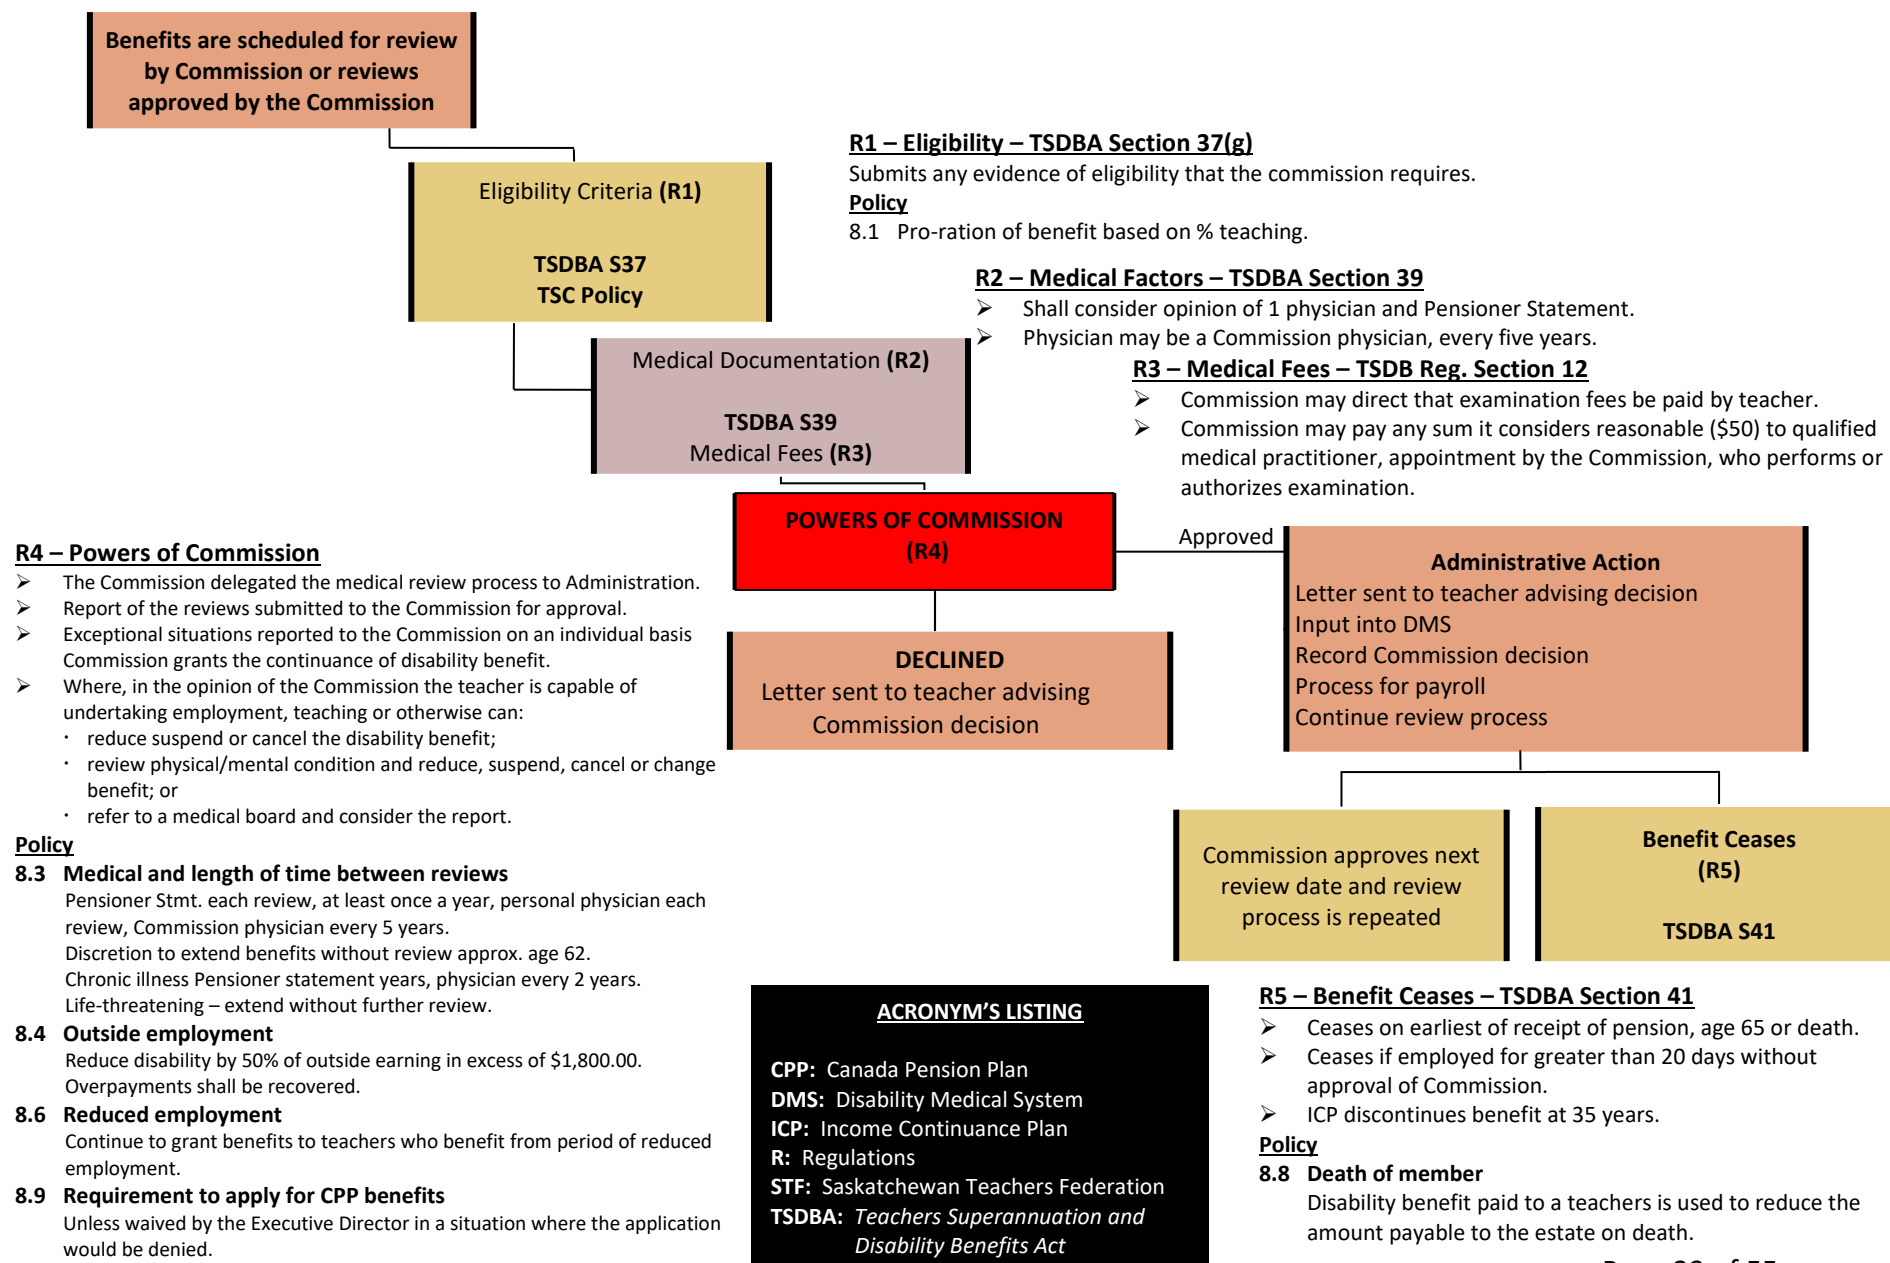 Benefits are scheduled for review
by Commission or reviews
approved by the Commission
Eligibility Criteria (R1)
TSDBA S37
TSC Policy
R1 – Eligibility – TSDBA Section 37(g)
Submits any evidence of eligibility that the commission requires.
Policy
8.1 Pro-ration of benefit based on % teaching.
R2 – Medical Factors – TSDBA Section 39
➢ Shall consider opinion of 1 physician and Pensioner Statement.
➢ Physician may be a Commission physician, every five years.
Medical Documentation (R2)
TSDBA S39
Medical Fees (R3)
R3 – Medical Fees – TSDB Reg. Section 12
➢ Commission may direct that examination fees be paid by teacher.
➢ Commission may pay any sum it considers reasonable ($50) to qualified
medical practitioner, appointment by the Commission, who performs or
authorizes examination.
POWERS OF COMMISSION
(R4)
Approved
Administrative Action
Letter sent to teacher advising decision
Input into DMS
Record Commission decision
Process for payroll
Continue review process
DECLINED
Letter sent to teacher advising
Commission decision
R4 – Powers of Commission
➢ The Commission delegated the medical review process to Administration.
➢ Report of the reviews submitted to the Commission for approval.
➢ Exceptional situations reported to the Commission on an individual basis
Commission grants the continuance of disability benefit.
➢ Where, in the opinion of the Commission the teacher is capable of
undertaking employment, teaching or otherwise can:
· reduce suspend or cancel the disability benefit;
· review physical/mental condition and reduce, suspend, cancel or change
benefit; or
· refer to a medical board and consider the report.
Policy
8.3 Medical and length of time between reviews
Pensioner Stmt. each review, at least once a year, personal physician each
review, Commission physician every 5 years.
Discretion to extend benefits without review approx. age 62.
Chronic illness Pensioner statement years, physician every 2 years.
Life-threatening – extend without further review.
8.4 Outside employment
Reduce disability by 50% of outside earning in excess of $1,800.00.
Overpayments shall be recovered.
8.6 Reduced employment
Continue to grant benefits to teachers who benefit from period of reduced
employment.
8.9 Requirement to apply for CPP benefits
Unless waived by the Executive Director in a situation where the application
would be denied.
Commission approves next
review date and review
process is repeated
Benefit Ceases
(R5)
TSDBA S41
ACRONYM'S LISTING
CPP: Canada Pension Plan
DMS: Disability Medical System
ICP: Income Continuance Plan
R: Regulations
STF: Saskatchewan Teachers Federation
TSDBA: Teachers Superannuation and
Disability Benefits Act
R5 – Benefit Ceases – TSDBA Section 41
➢ Ceases on earliest of receipt of pension, age 65 or death.
➢ Ceases if employed for greater than 20 days without
approval of Commission.
➢ ICP discontinues benefit at 35 years.
Policy
8.8 Death of member
Disability benefit paid to a teachers is used to reduce the
amount payable to the estate on death.